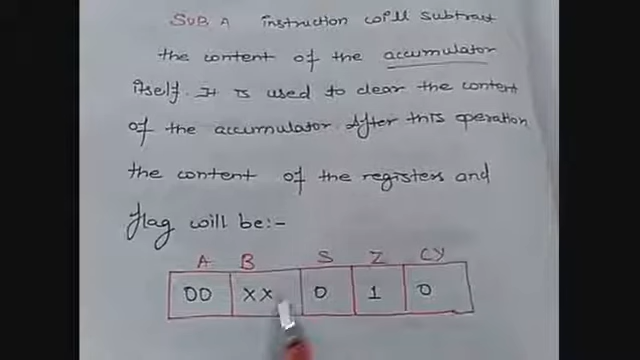 SUB A instruction will subtract
the content of the accumulator
itself. It is used to clear the content
of the accumulator. After this operation
the content of the registers and
flag will be:-
A B S Z CY
00 XX 0 1 0